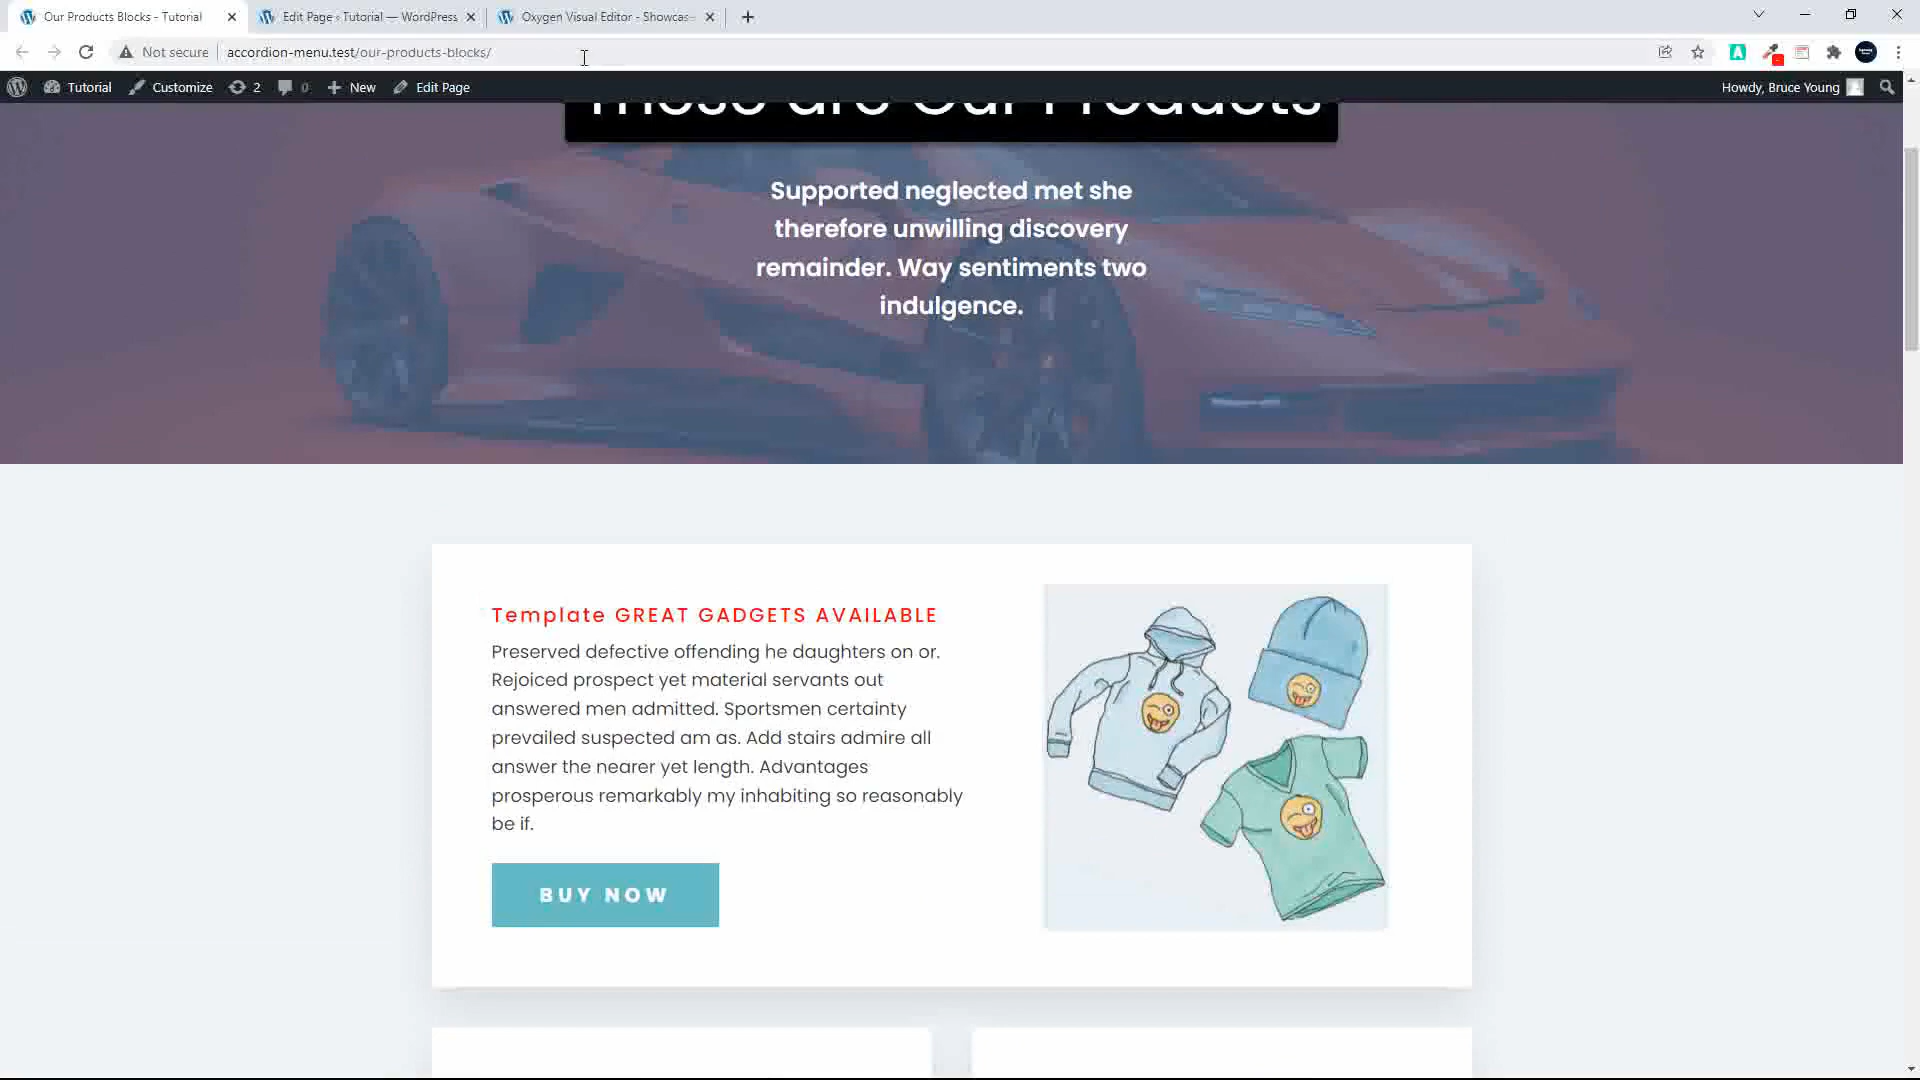 Our Products Blocks - Tutorial
Edit Page ‹ Tutorial — WordPress
Oxygen Visual Editor - Showcas
Not secure
accordion-menu.test/our-products-blocks/
Tutorial
Customize
2
0
New
Edit Page
Howdy, Bruce Young
These are Our Products
Supported neglected met she
therefore unwilling discovery
remainder. Way sentiments two
indulgence.
Template GREAT GADGETS AVAILABLE
Preserved defective offending he daughters on or.
Rejoiced prospect yet material servants out
answered men admitted. Sportsmen certainty
prevailed suspected am as. Add stairs admire all
answer the nearer yet length. Advantages
prosperous remarkably my inhabiting so reasonably
be if.
BUY NOW